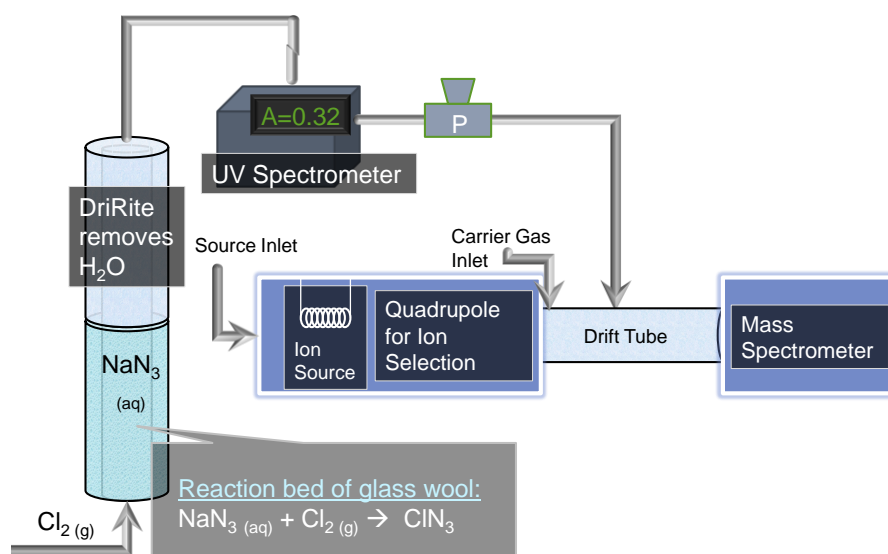 A=0.32
P
UV Spectrometer
DriRite
removes
H₂O
Source Inlet
Carrier Gas
Inlet
Ion
Source
Quadrupole
for Ion
Selection
Drift Tube
Mass
Spectrometer
NaN₃
(aq)
Reaction bed of glass wool:
NaN₃ (aq) + Cl₂ (g) → ClN₃
Cl₂ (g)